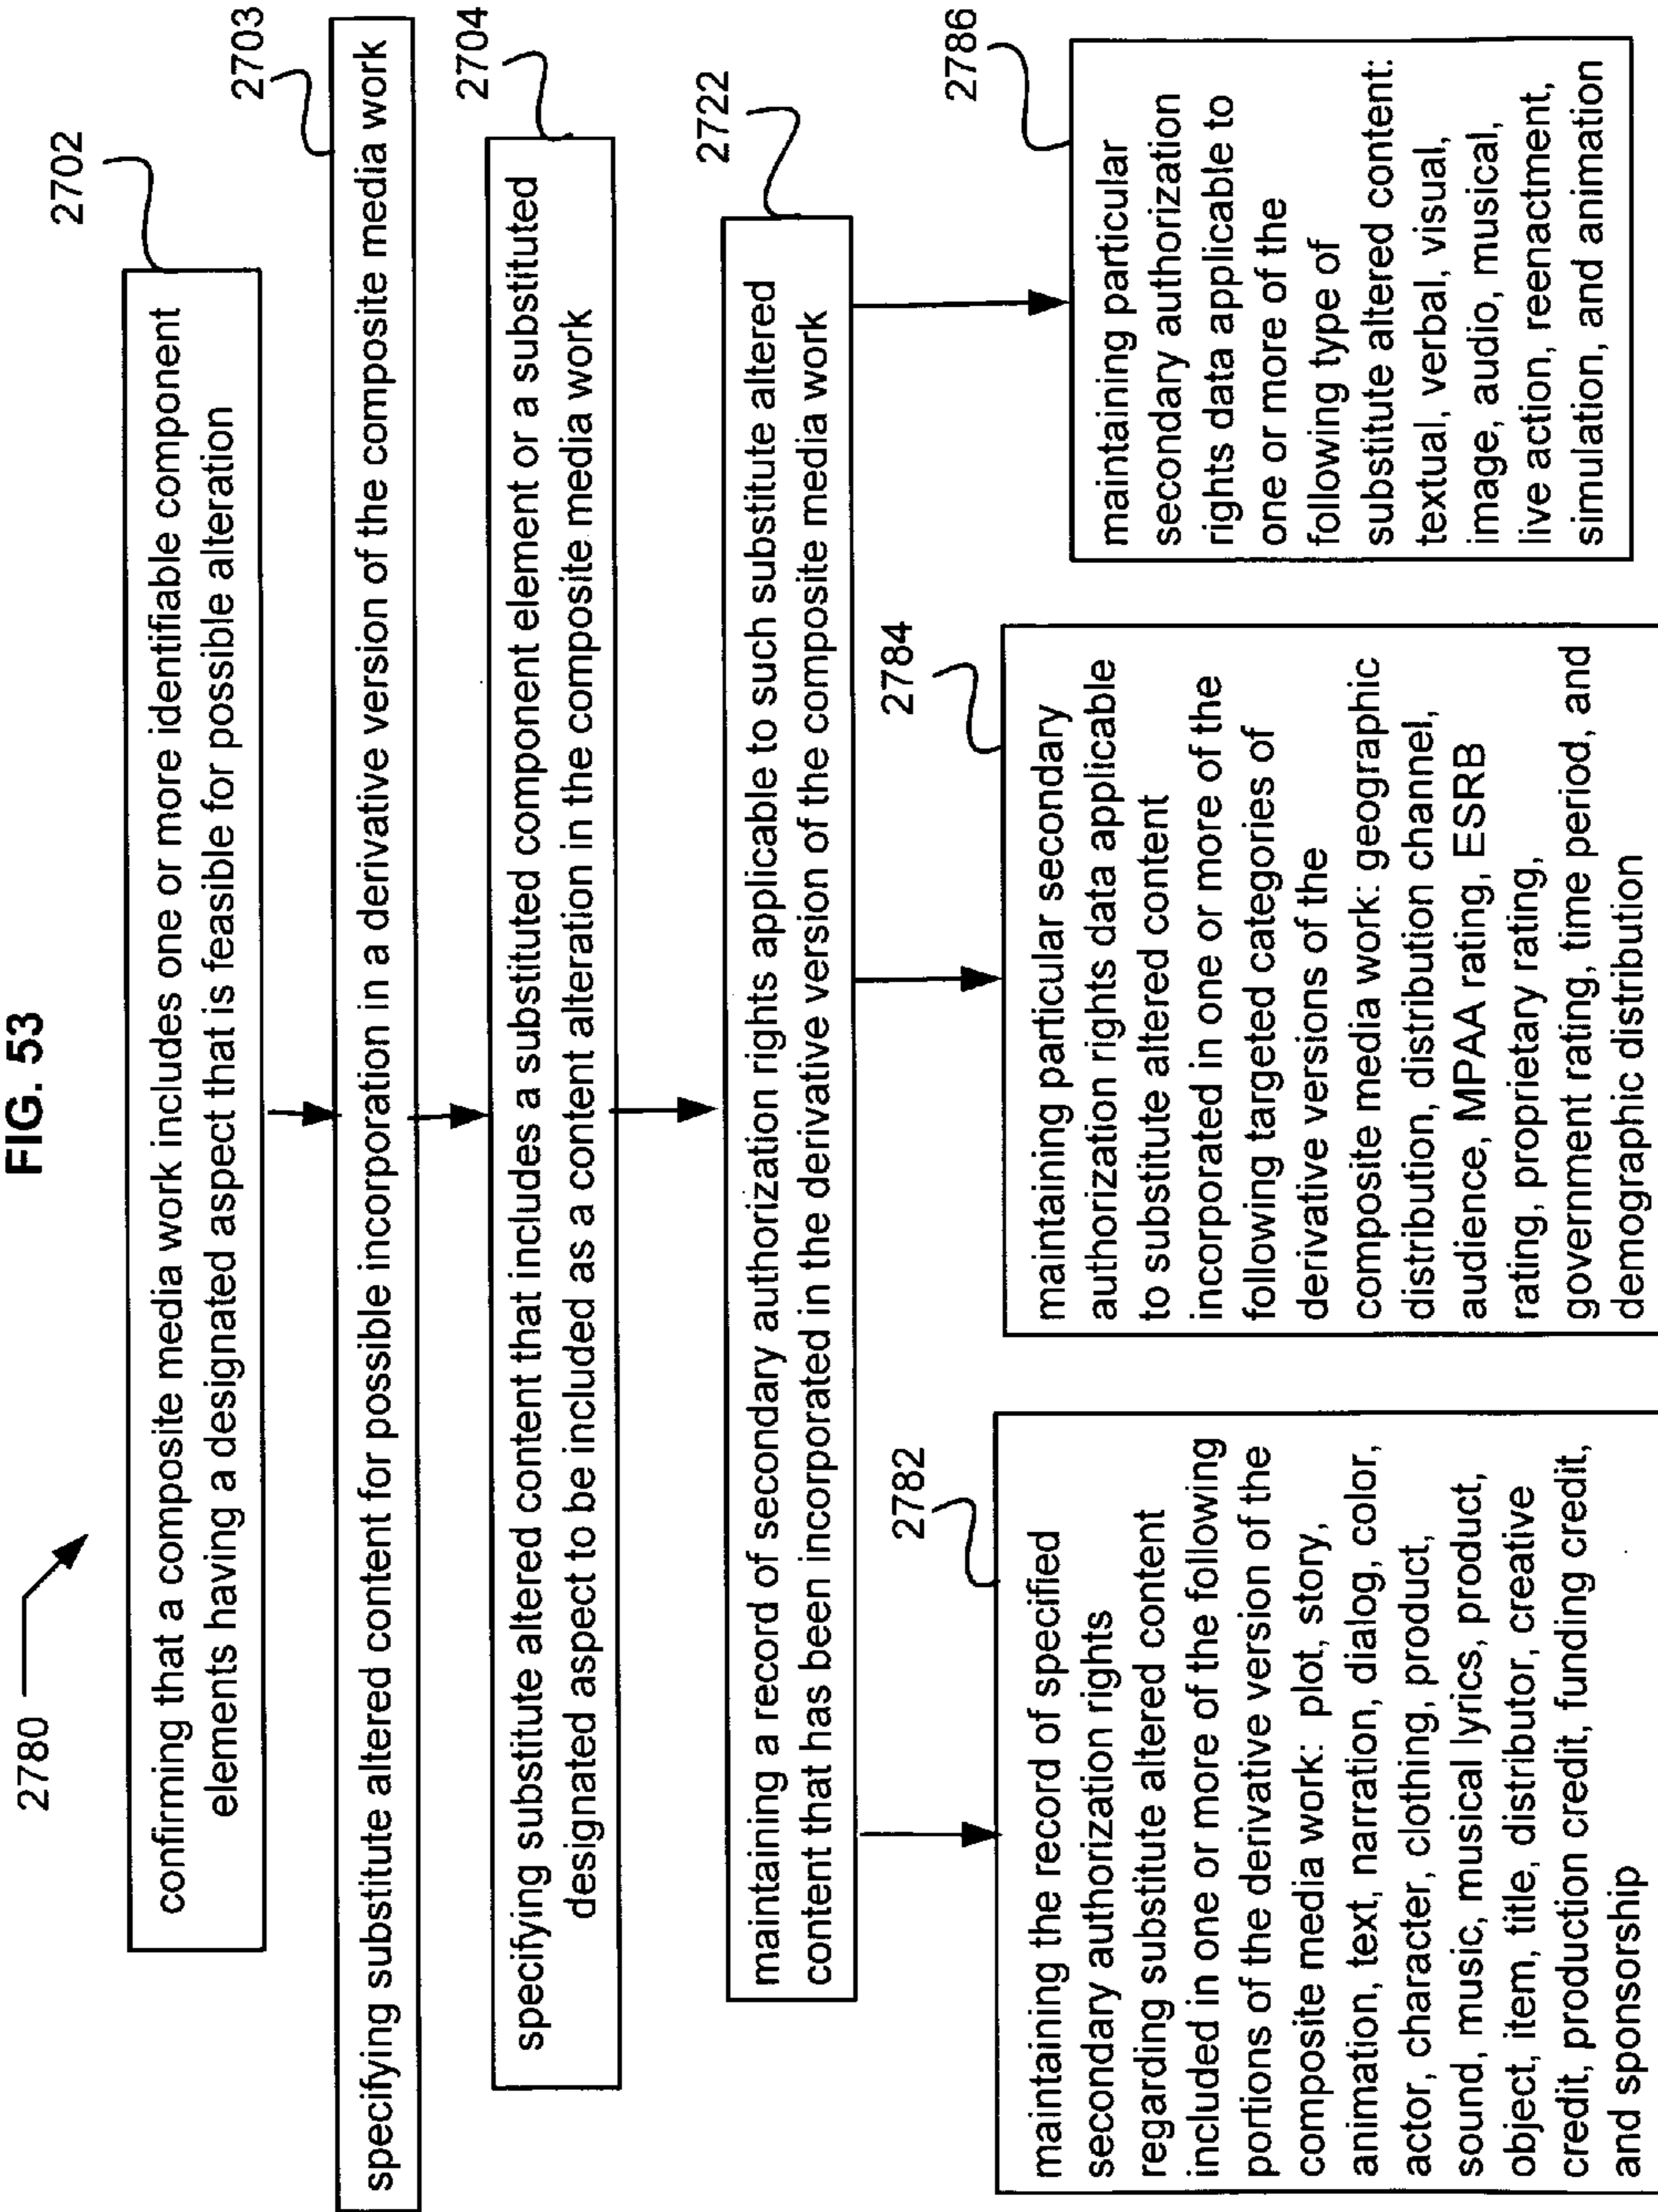 FIG. 53
2780
2702
confirming that a composite media work includes one or more identifiable component
elements having a designated aspect that is feasible for possible alteration
2703
specifying substitute altered content for possible incorporation in a derivative version of the composite media work
2704
specifying substitute altered content that includes a substituted component element or a substituted
designated aspect to be included as a content alteration in the composite media work
2722
maintaining a record of secondary authorization rights applicable to such substitute altered
content that has been incorporated in the derivative version of the composite media work
2782
maintaining the record of specified
secondary authorization rights
regarding substitute altered content
included in one or more of the following
portions of the derivative version of the
composite media work: plot, story,
animation, text, narration, dialog, color,
actor, character, clothing, product,
sound, music, musical lyrics, product,
object, item, title, distributor, creative
credit, production credit, funding credit,
and sponsorship
2784
maintaining particular secondary
authorization rights data applicable
to substitute altered content
incorporated in one or more of the
following targeted categories of
derivative versions of the
composite media work: geographic
distribution, distribution channel,
audience, MPAA rating, ESRB
rating, proprietary rating,
government rating, time period, and
demographic distribution
2786
maintaining particular
secondary authorization
rights data applicable to
one or more of the
following type of
substitute altered content:
textual, verbal, visual,
image, audio, musical,
live action, reenactment,
simulation, and animation